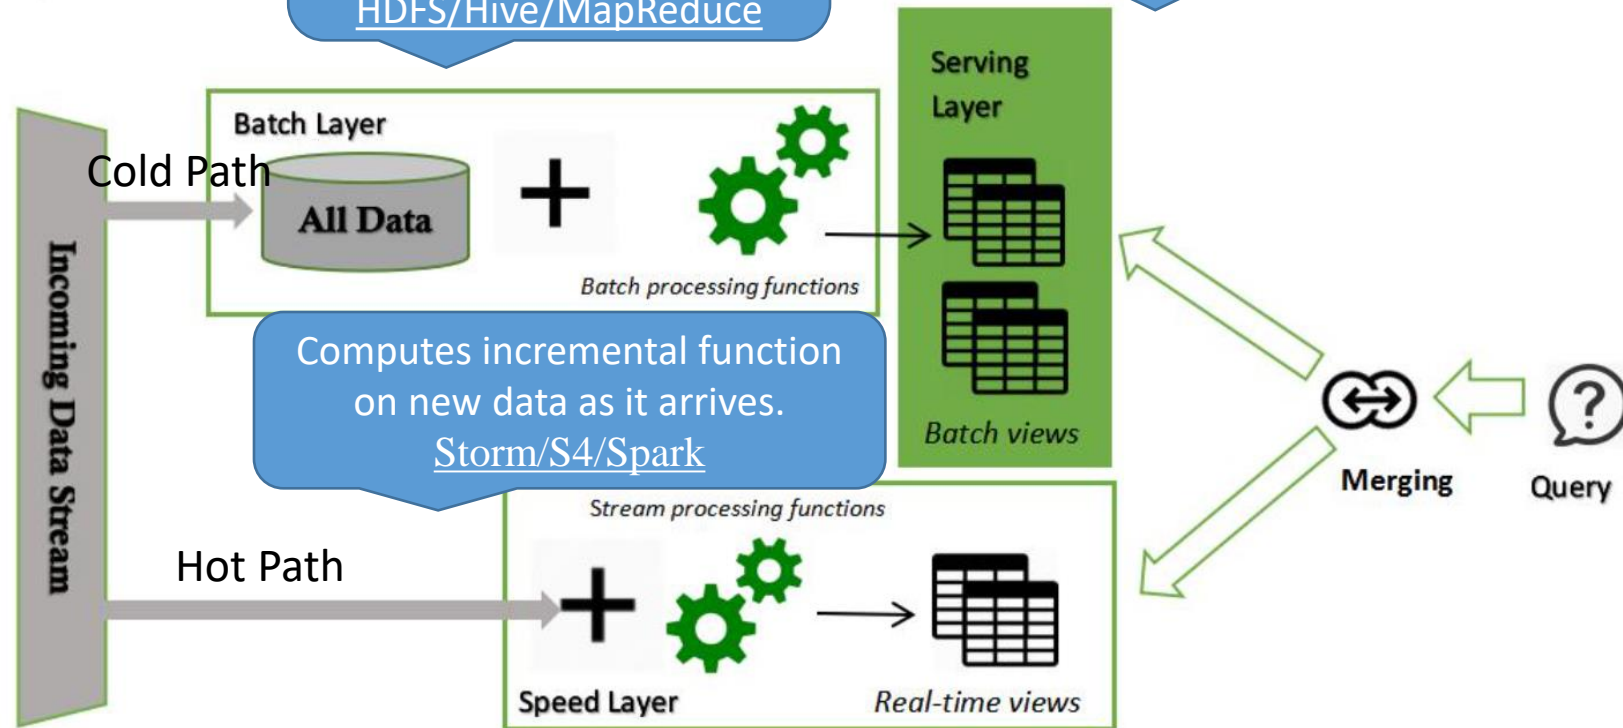 HDFS/Hive/MapReduce
Serving
Layer
Batch Layer
Cold Path
All Data
Batch processing functions
Incoming Data Stream
Computes incremental function
on new data as it arrives.
Storm/S4/Spark
Batch views
Merging
Query
Stream processing functions
Hot Path
Speed Layer
Real-time views